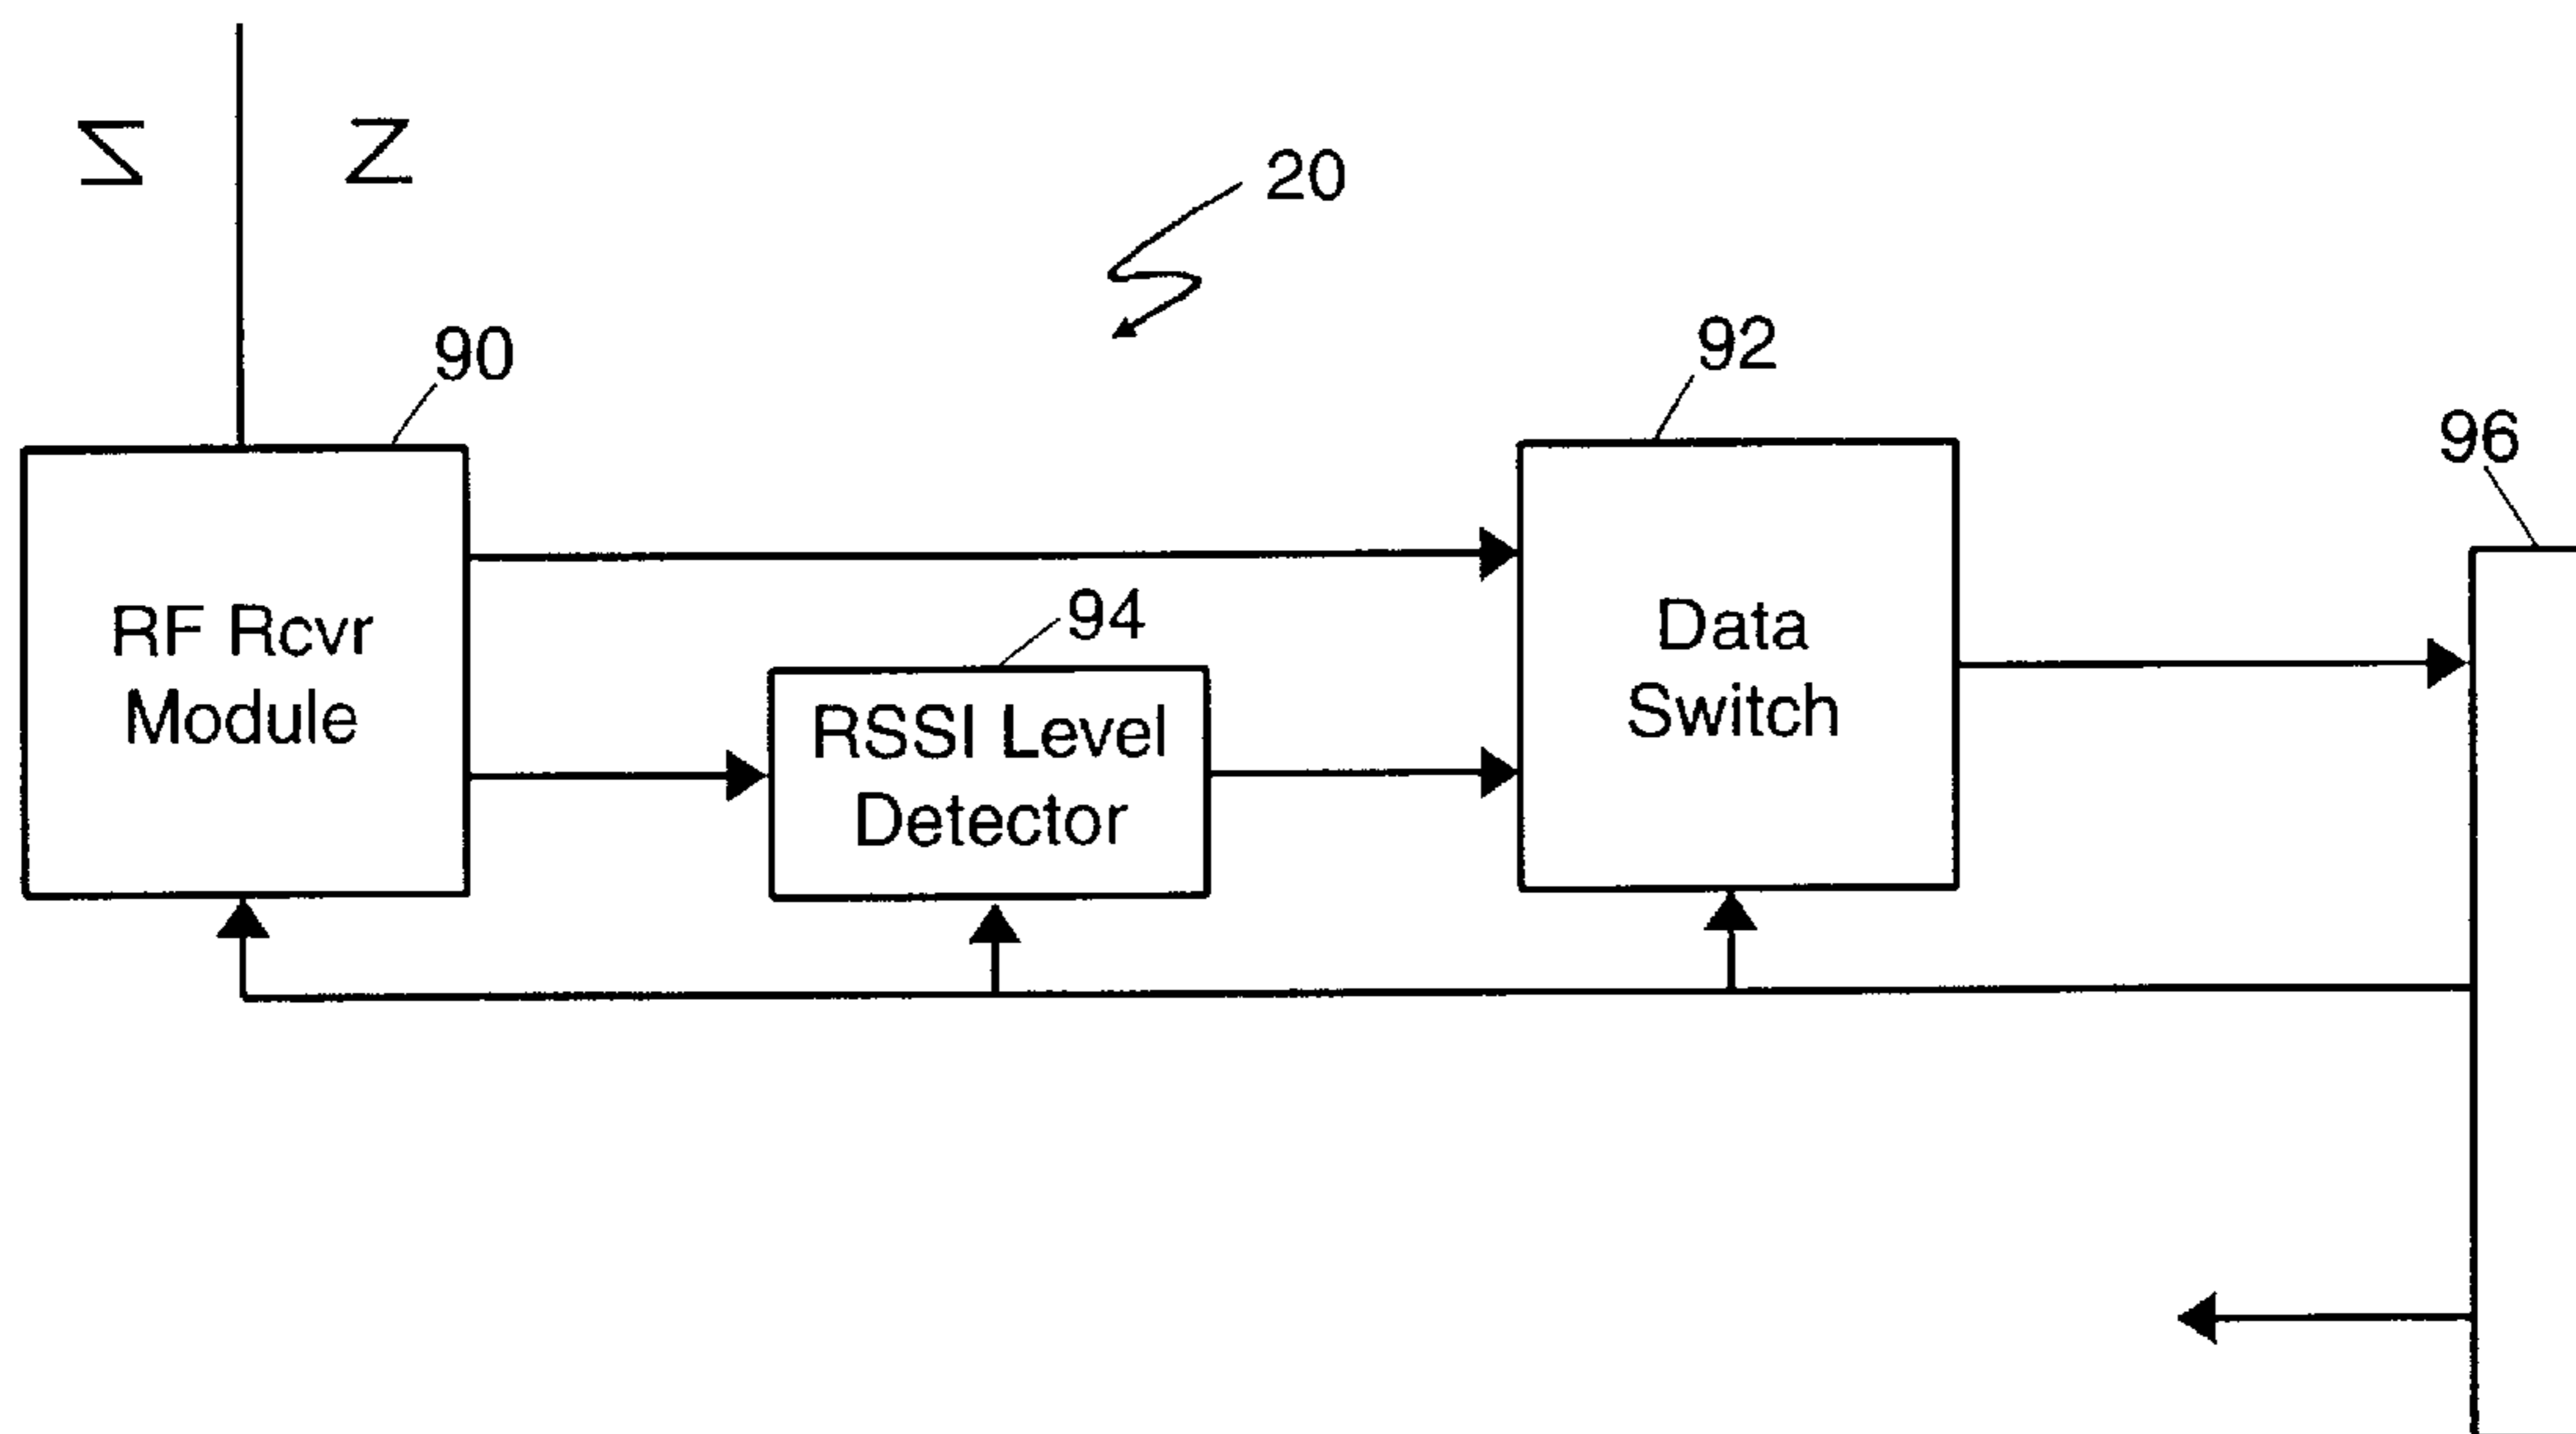 20
90
92
96
RF Rcvr
Module
94
RSSI Level
Detector
Data
Switch